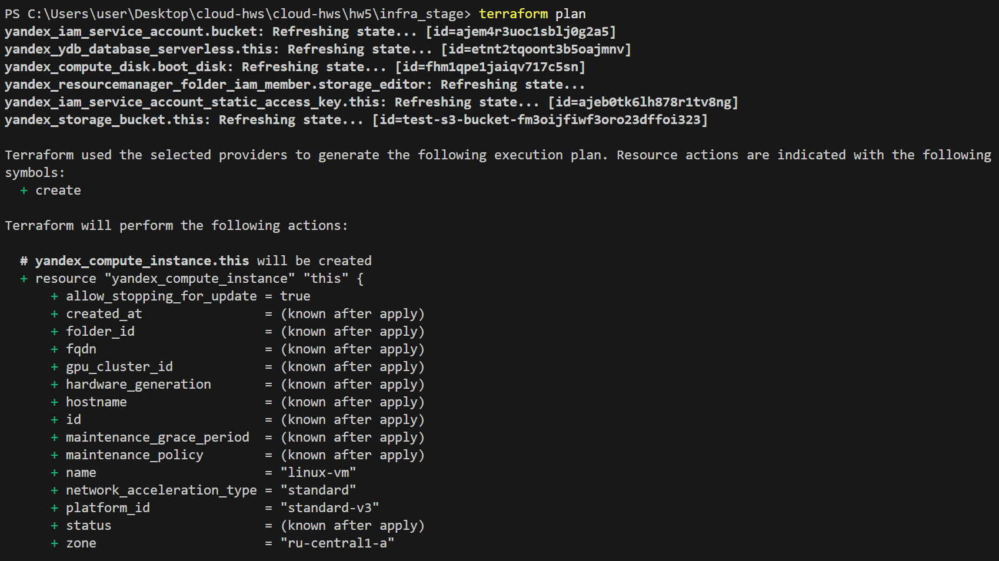 PS C:\Users\user\Desktop\cloud-hws\cloud-hws\hw5\infra_stage> terraform plan
yandex_iam_service_account.bucket: Refreshing state... [id=ajem4r3uoc1sblj0g2a5]
yandex_ydb_database_serverless.this: Refreshing state... [id=etnt2tqoont3b5oajmnv]
yandex_compute_disk.boot_disk: Refreshing state... [id=fhm1qpe1jaiqv717c5sn]
yandex_resourcemanager_folder_iam_member.storage_editor: Refreshing state...
yandex_iam_service_account_static_access_key.this: Refreshing state... [id=ajeb0tk6lh878r1tv8ng]
yandex_storage_bucket.this: Refreshing state... [id=test-s3-bucket-fm3oijfiwf3oro23dffoi323]
Terraform used the selected providers to generate the following execution plan. Resource actions are indicated with the following
symbols:
  + create
Terraform will perform the following actions:
  # yandex_compute_instance.this will be created
  + resource "yandex_compute_instance" "this" {
      + allow_stopping_for_update = true
      + created_at                = (known after apply)
      + folder_id                 = (known after apply)
      + fqdn                      = (known after apply)
      + gpu_cluster_id            = (known after apply)
      + hardware_generation       = (known after apply)
      + hostname                  = (known after apply)
      + id                        = (known after apply)
      + maintenance_grace_period  = (known after apply)
      + maintenance_policy        = (known after apply)
      + name                      = "linux-vm"
      + network_acceleration_type = "standard"
      + platform_id               = "standard-v3"
      + status                    = (known after apply)
      + zone                      = "ru-central1-a"